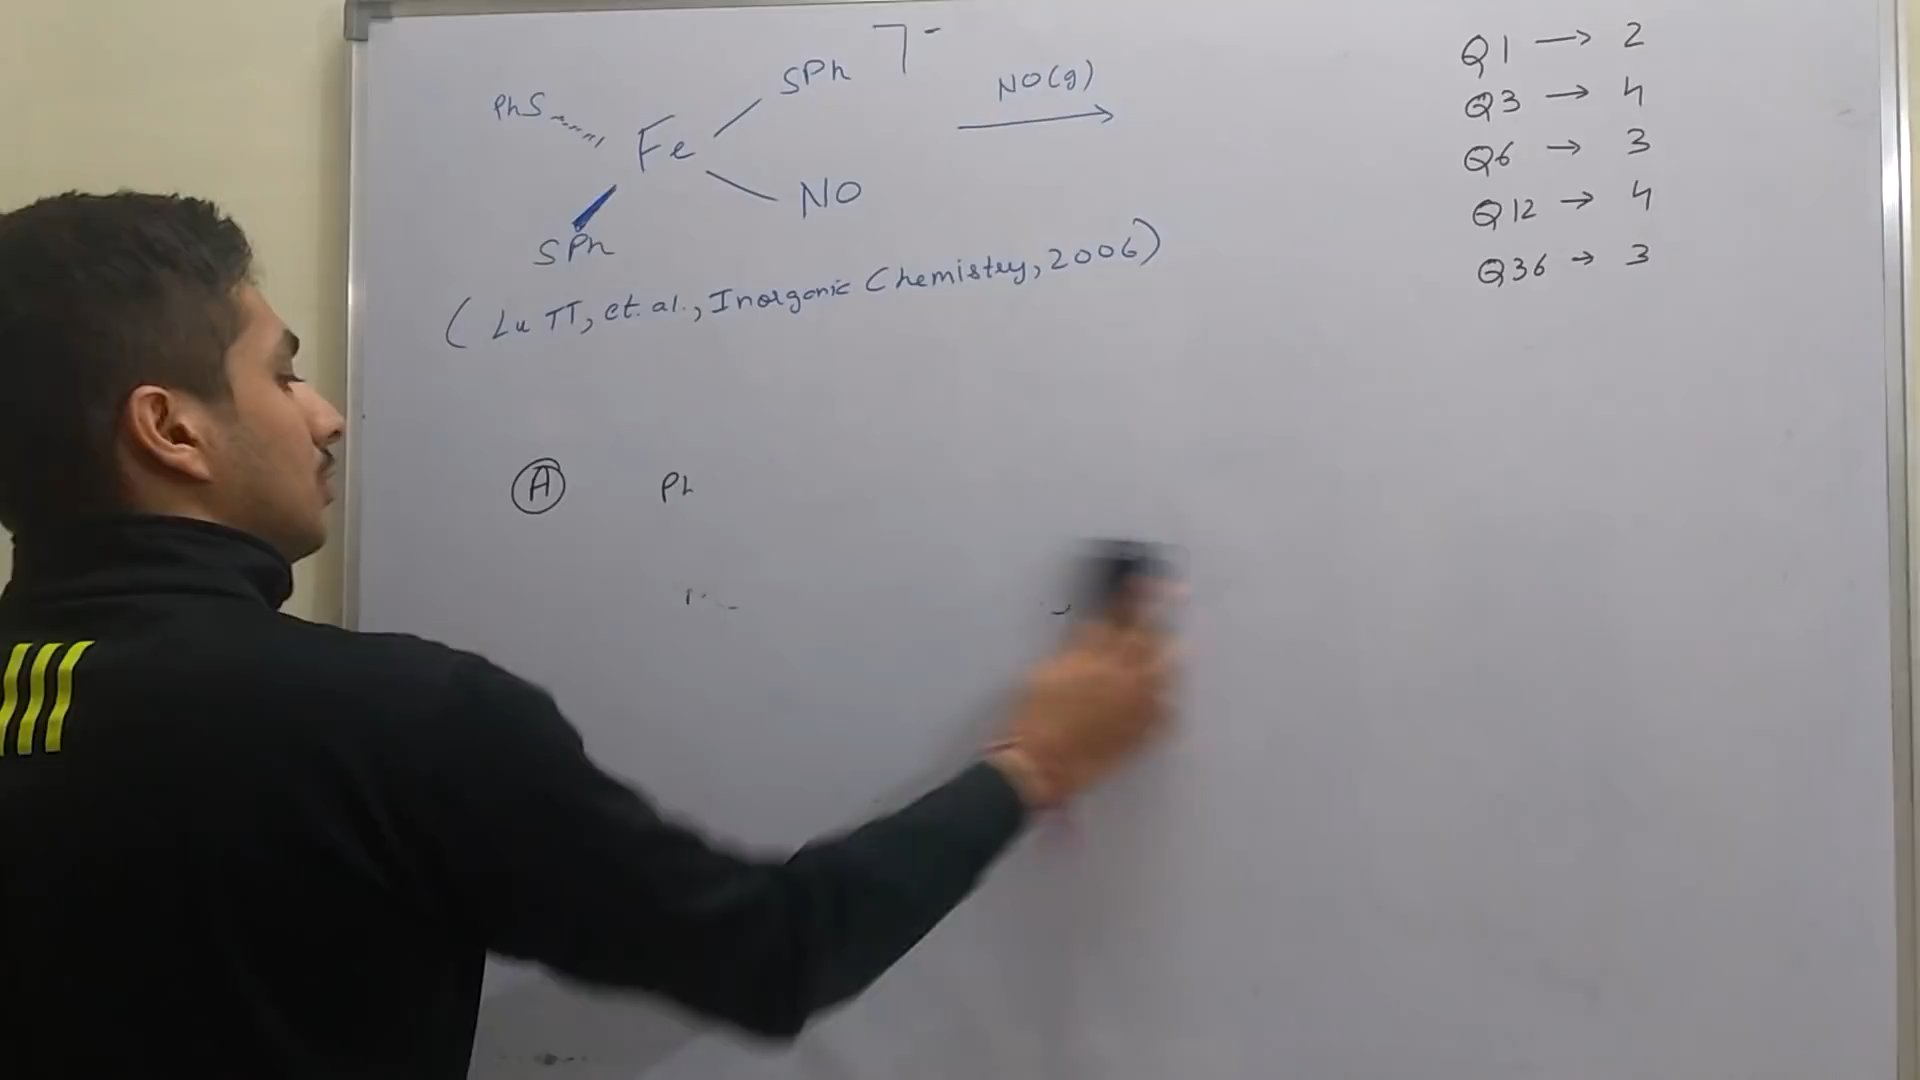 PhS
SPh
Fe
NO
SPh
7 -
NO(g)
(Lu TT, et. al., Inorganic Chemistry, 2006)
A Ph
Q1 → 2
Q3 → 4
Q6 → 3
Q12 → 4
Q36 → 3